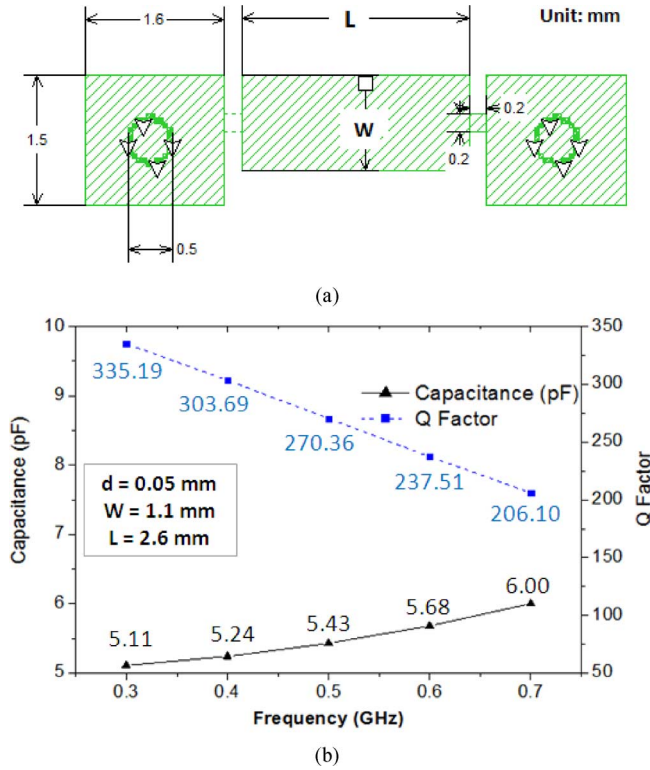 1.6
L
Unit: mm
1.5
W
0.2
0.2
0.5
(a)
10
9
8
7
6
5
Capacitance (pF)
350
300
250
200
150
100
50
Q Factor
335.19
303.69
270.36
237.51
206.10
Capacitance (pF)
Q Factor
d = 0.05 mm
W = 1.1 mm
L = 2.6 mm
5.11
5.24
5.43
5.68
6.00
0.3 0.4 0.5 0.6 0.7
Frequency (GHz)
(b)